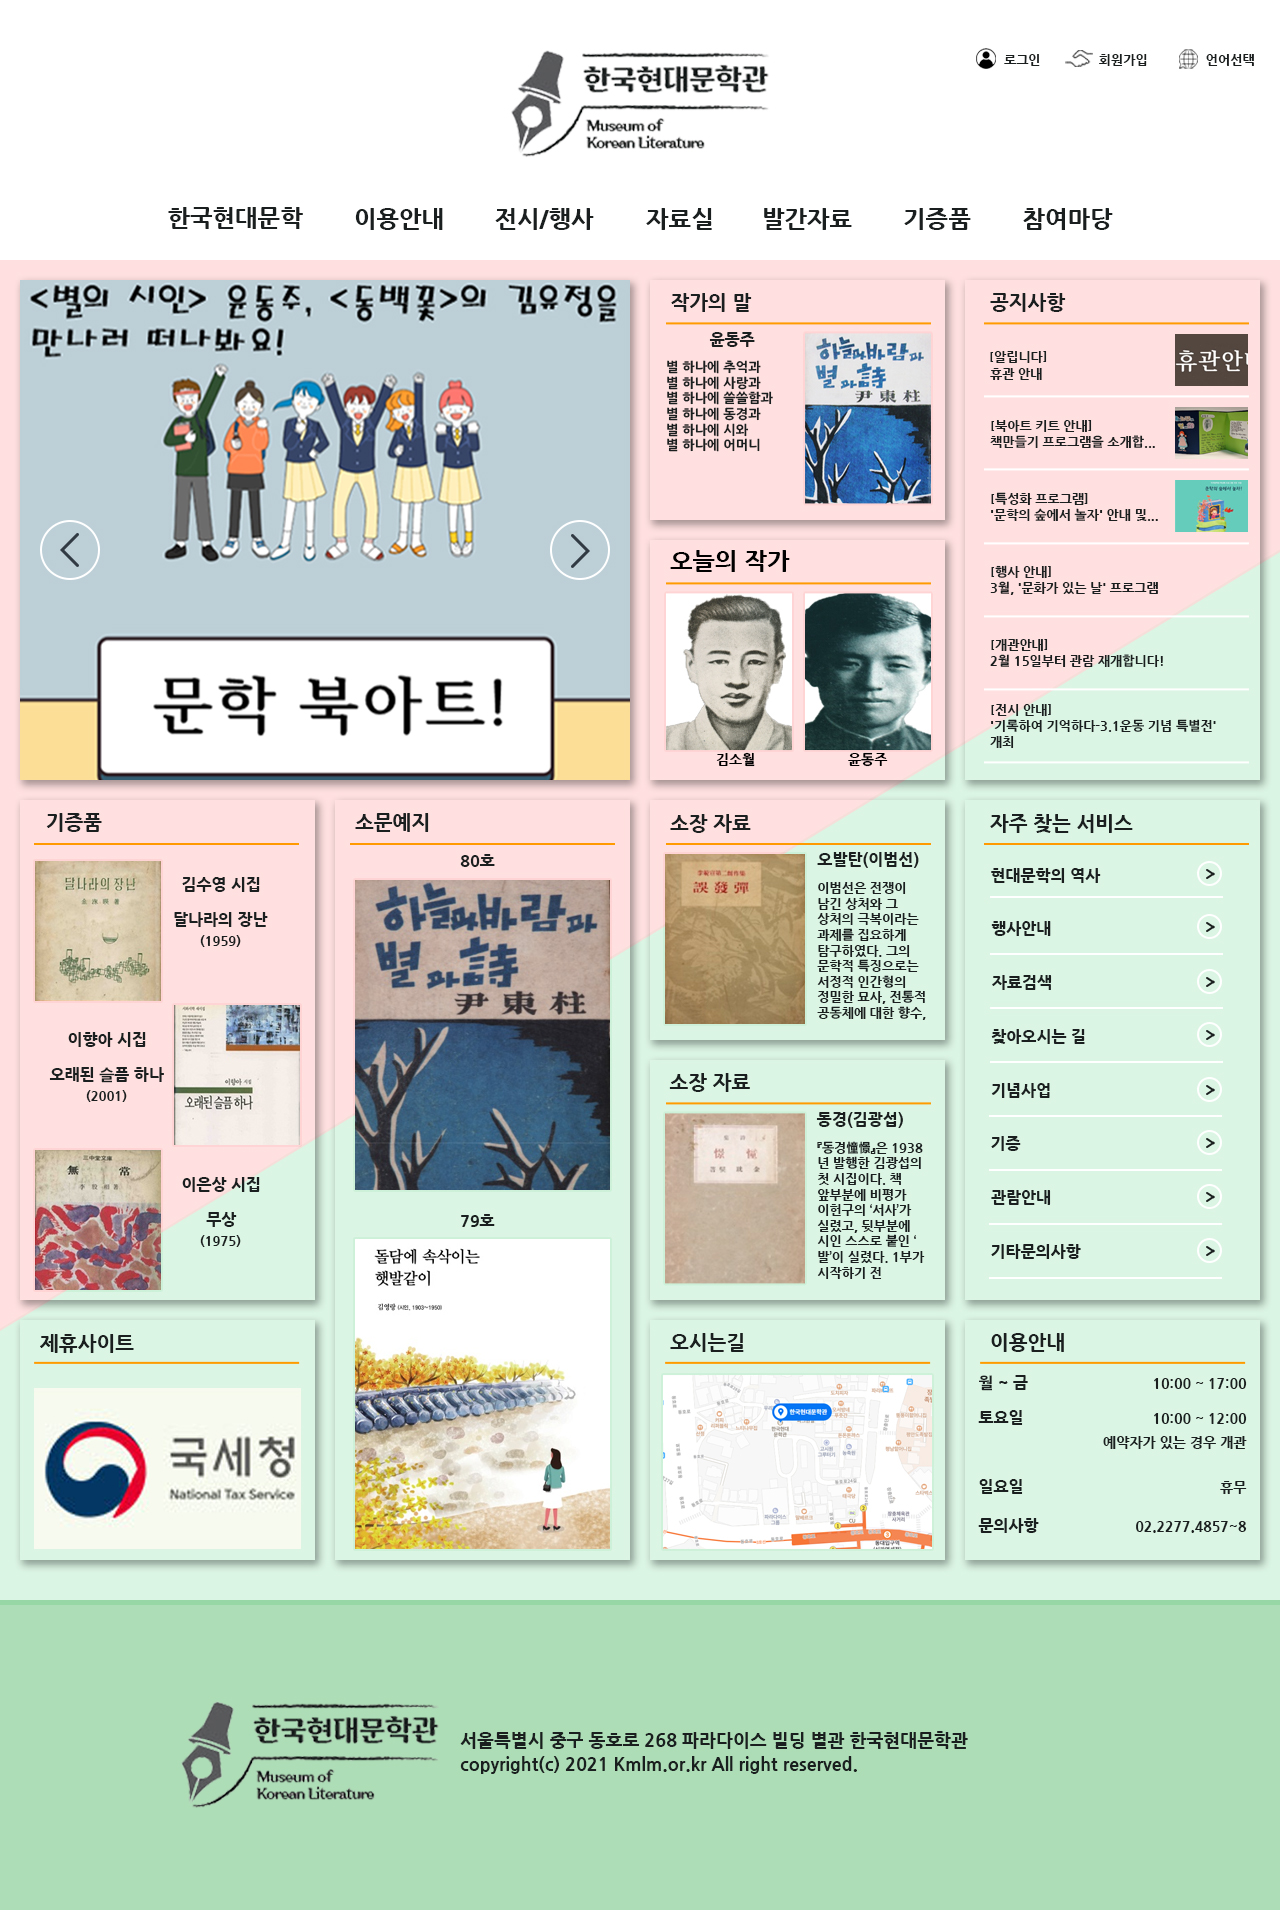 로그인
회원가입
언어선택
한국현대문학관
Museum of
Korean Literature
한국현대문학
이용안내
전시/행사
자료실
발간자료
기증품
참여마당
<별의 시인> 윤동주, <동백꽃>의 김유정을
만나러 떠나봐요!
문학 북아트!
작가의 말
윤동주
별 하나에 추억과
별 하나에 사랑과
별 하나에 쓸쓸함과
별 하나에 동경과
별 하나에 시와
별 하나에 어머니
하늘과바람과
별과詩
尹東柱
오늘의 작가
김소월
윤동주
공지사항
[알립니다]
휴관 안내
휴관안내
[북아트 키트 안내]
책만들기 프로그램을 소개합...
[특성화 프로그램]
'문학의 숲에서 놀자' 안내 및...
[행사 안내]
3월, '문화가 있는 날' 프로그램
[개관안내]
2월 15일부터 관람 재개합니다!
[전시 안내]
'기록하여 기억하다-3.1운동 기념 특별전'
개최
기증품
달나라의장난
김수영 시집
달나라의 장난
(1959)
이향아 시집
오래된 슬픔 하나
(2001)
이향아 시집
오래된슬픔하나
三中堂文庫
無常
이은상 시집
무상
(1975)
소문예지
80호
하늘과바람과
별과詩
尹東柱
79호
돌담에 속삭이는
햇발같이
김영랑 (시인, 1903~1950)
소장 자료
誤發彈
오발탄(이범선)
이범선은 전쟁이
남긴 상처와 그
상처의 극복이라는
과제를 집요하게
탐구하였다. 그의
문학적 특징으로는
서정적 인간형의
정밀한 묘사, 전통적
공동체에 대한 향수,
소장 자료
동경(김광섭)
『동경憧憬』은 1938
년 발행한 김광섭의
첫 시집이다. 책
앞부분에 비평가
이헌구의 '서사'가
실렸고, 뒷부분에
시인 스스로 붙인 '
발'이 실렸다. 1부가
시작하기 전
자주 찾는 서비스
현대문학의 역사
행사안내
자료검색
찾아오시는 길
기념사업
기증
관람안내
기타문의사항
제휴사이트
국세청
National Tax Service
오시는길
한국현대문학관
이용안내
월 ~ 금
10:00 ~ 17:00
토요일
10:00 ~ 12:00
예약자가 있는 경우 개관
일요일
휴무
문의사항
02.2277.4857~8
한국현대문학관
Museum of
Korean Literature
서울특별시 중구 동호로 268 파라다이스 빌딩 별관 한국현대문학관
copyright(c) 2021 Kmlm.or.kr All right reserved.